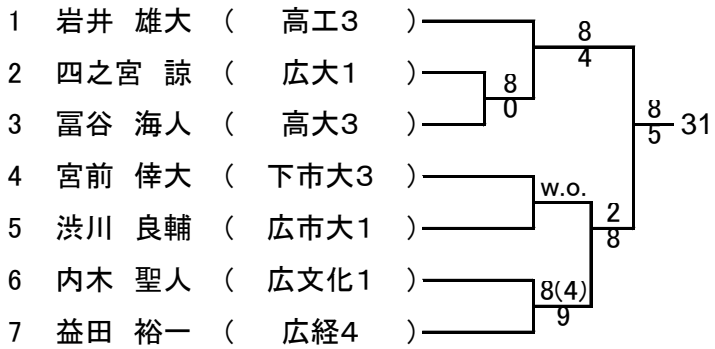 1 岩井 雄大 ( 高工3 )
8
4
2 四之宮 諒 ( 広大1 )
8
0
3 冨谷 海人 ( 高大3 )
8
5
31
4 宮前 倖大 ( 下市大3 )
w.o.
5 渋川 良輔 ( 広市大1 )
2
8
6 内木 聖人 ( 広文化1 )
8(4)
9
7 益田 裕一 ( 広経4 )